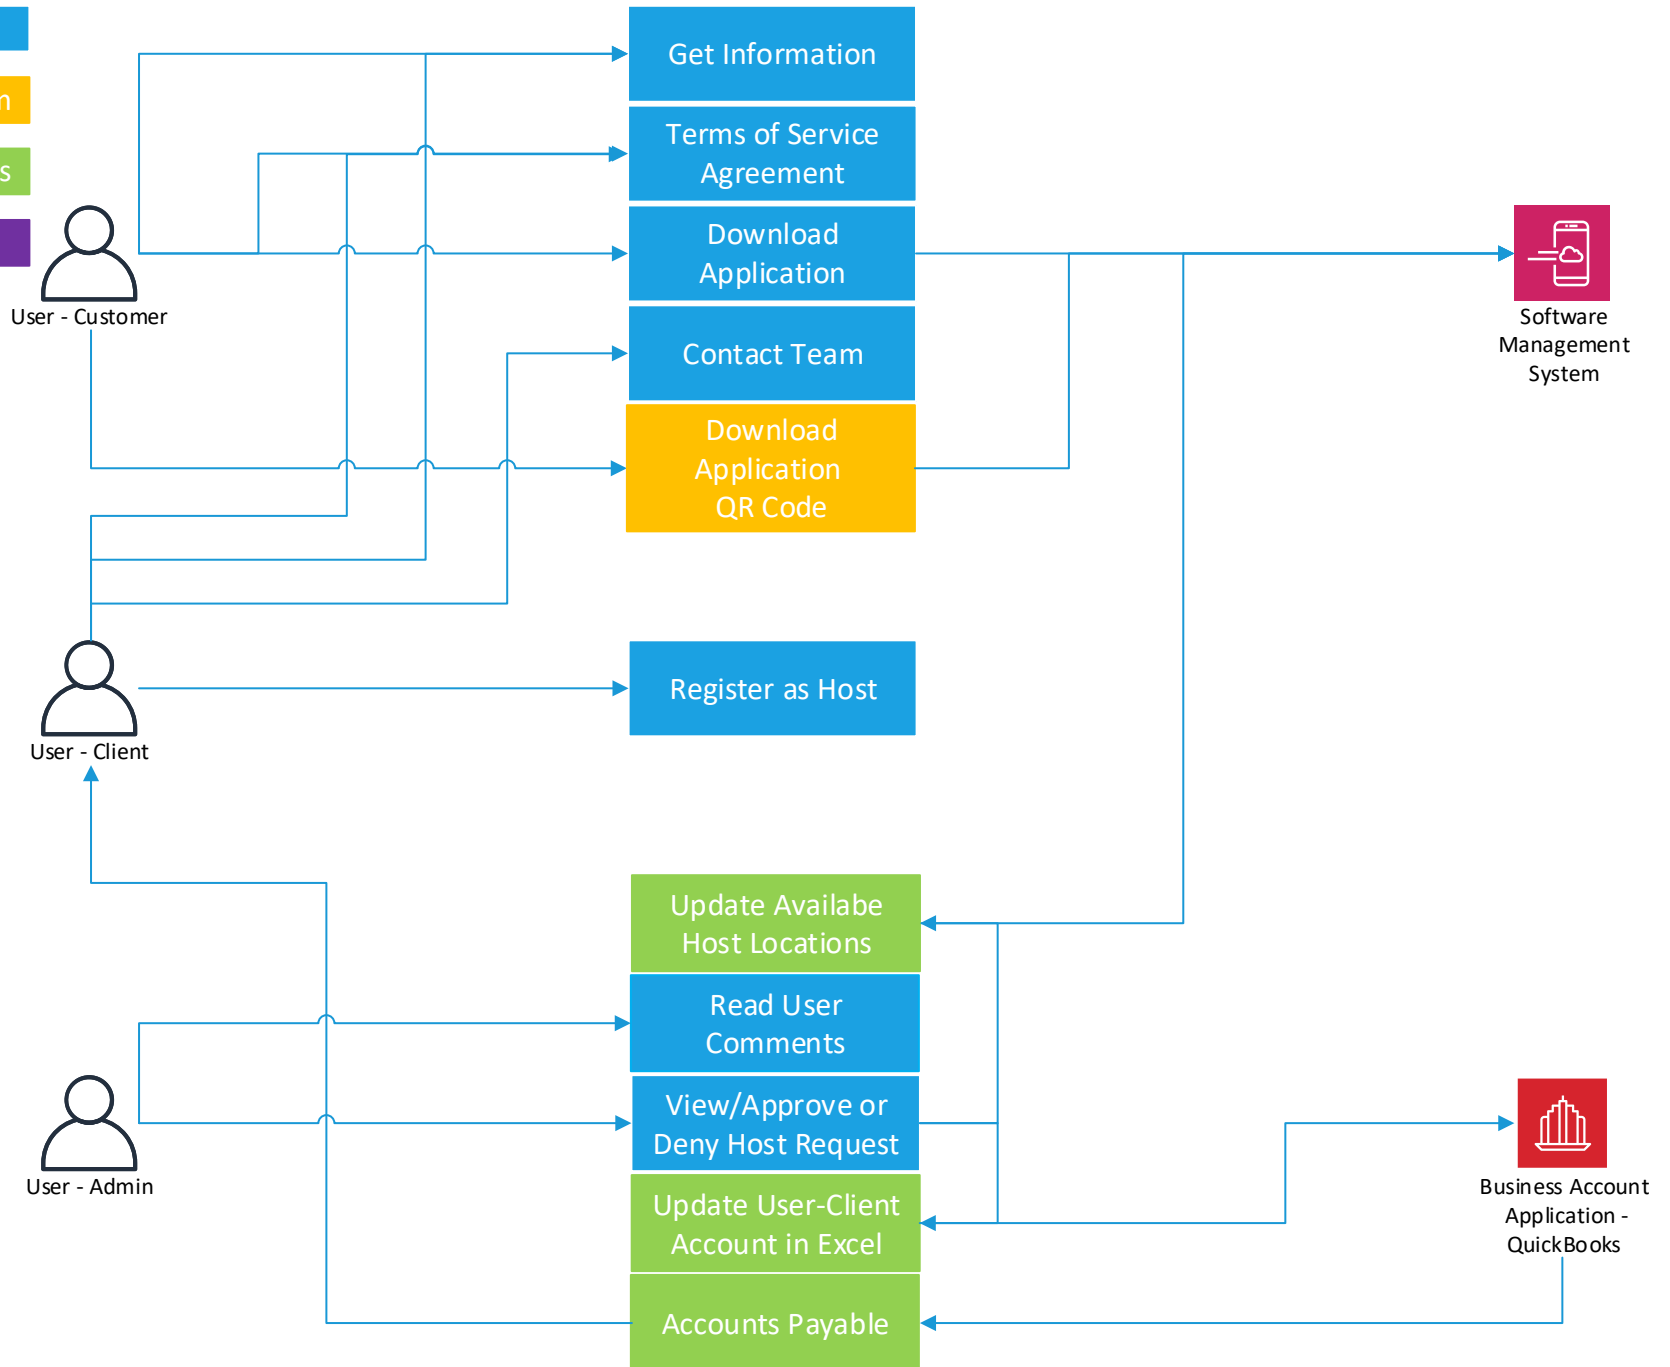 Get Information
Terms of Service
Agreement
Download
Application
Contact Team
Download
Application
QR Code
User - Customer
Software
Management
System
Register as Host
User - Client
Update Availabe
Host Locations
Read User
Comments
View/Approve or
Deny Host Request
User - Admin
Update User-Client
Account in Excel
Business Account
Application -
QuickBooks
Accounts Payable